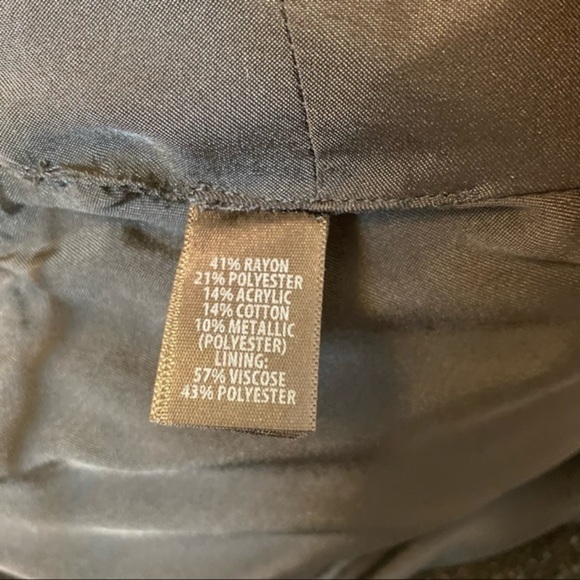 41% RAYON
21% POLYESTER
14% ACRYLIC
14% COTTON
10% METALLIC
(POLYESTER)
LINING:
57% VISCOSE
43% POLYESTER